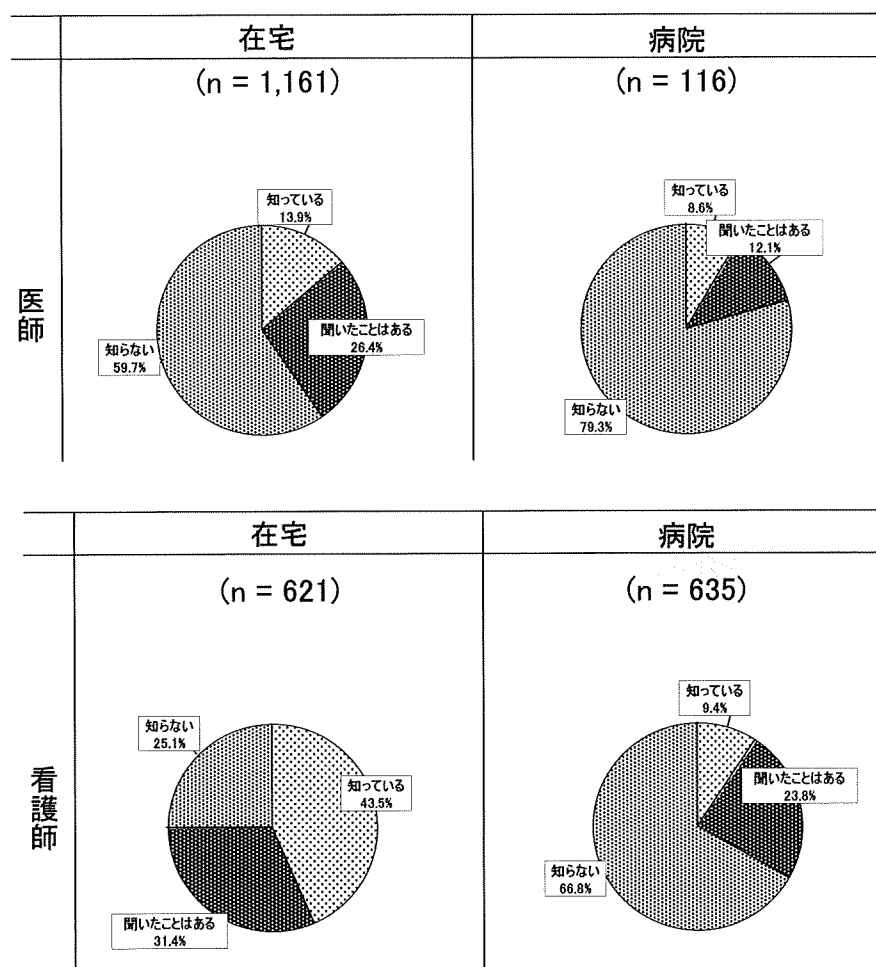 在宅
病院
(n = 1,161)
(n = 116)
医師
知っている
13.9%
聞いたことはある
26.4%
知らない
59.7%
知っている
8.6%
聞いたことはある
12.1%
知らない
79.3%
在宅
病院
(n = 621)
(n = 635)
看護師
知らない
25.1%
知っている
43.5%
聞いたことはある
31.4%
知っている
9.4%
聞いたことはある
23.8%
知らない
66.8%